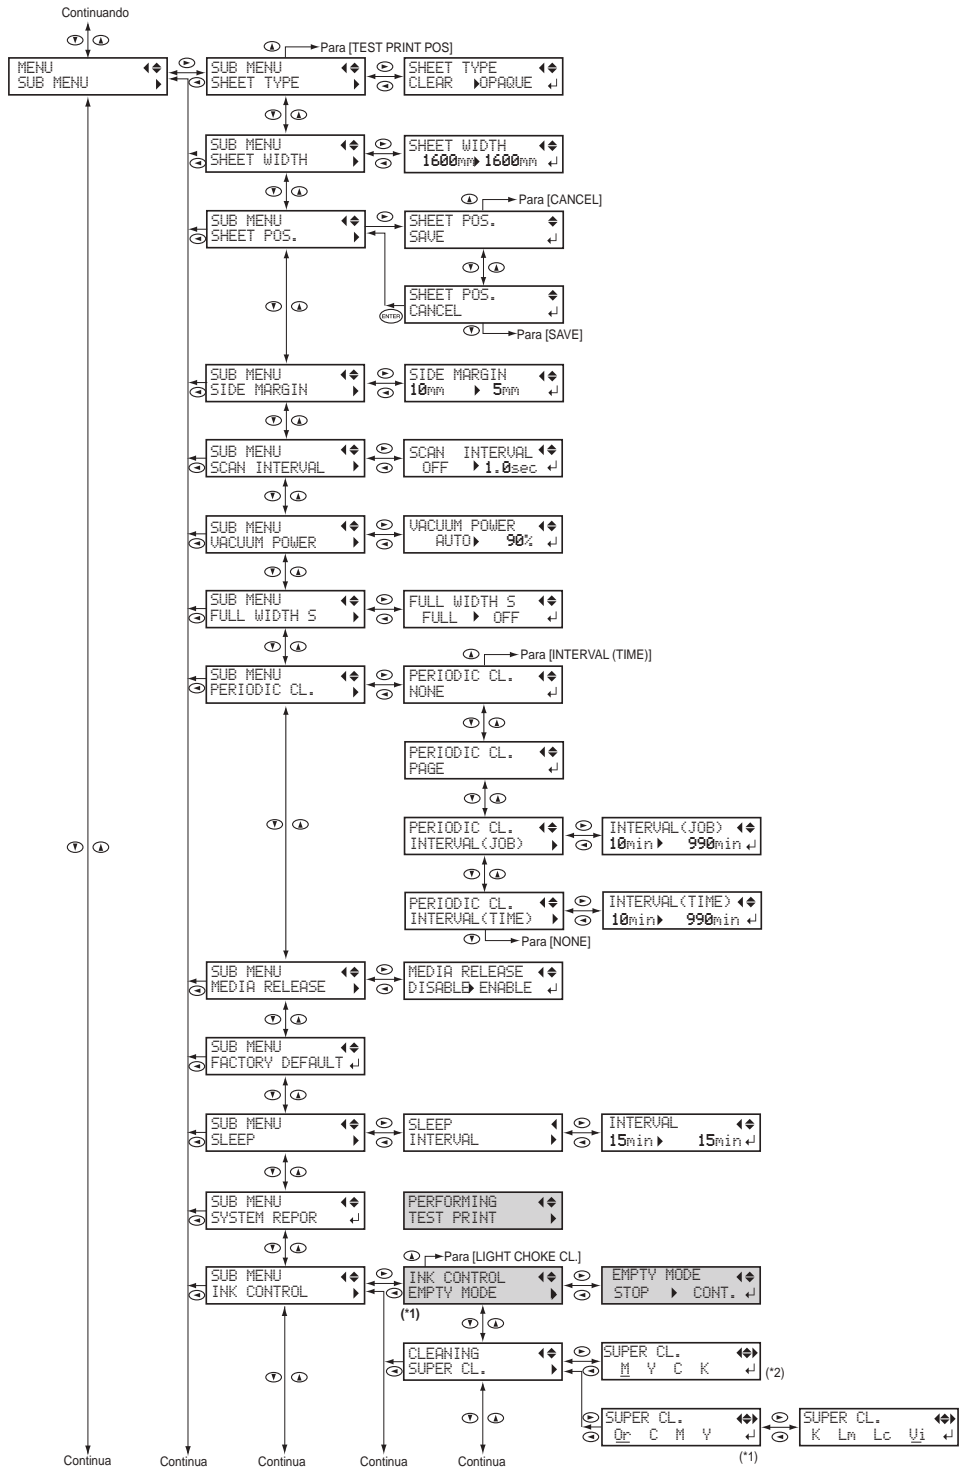 Continuando
Para [TEST PRINT POS]
MENU
SUB MENU
SUB MENU
SHEET TYPE
SHEET TYPE
CLEAR OPAQUE
SUB MENU
SHEET WIDTH
SHEET WIDTH
1600mm 1600mm
Para [CANCEL]
SUB MENU
SHEET POS.
SHEET POS.
SAVE
SHEET POS.
CANCEL
ENTER
Para [SAVE]
SUB MENU
SIDE MARGIN
SIDE MARGIN
10mm 5mm
SUB MENU
SCAN INTERVAL
SCAN INTERVAL
OFF 1.0sec
SUB MENU
VACUUM POWER
VACUUM POWER
AUTO 90%
SUB MENU
FULL WIDTH S
FULL WIDTH S
FULL OFF
Para [INTERVAL (TIME)]
SUB MENU
PERIODIC CL.
PERIODIC CL.
NONE
PERIODIC CL.
PAGE
PERIODIC CL.
INTERVAL(JOB)
INTERVAL(JOB)
10min 990min
PERIODIC CL.
INTERVAL(TIME)
INTERVAL(TIME)
10min 990min
Para [NONE]
SUB MENU
MEDIA RELEASE
MEDIA RELEASE
DISABLE ENABLE
SUB MENU
FACTORY DEFAULT
SUB MENU
SLEEP
SLEEP
INTERVAL
INTERVAL
15min 15min
SUB MENU
SYSTEM REPOR
PERFORMING
TEST PRINT
Para [LIGHT CHOKE CL.]
SUB MENU
INK CONTROL
INK CONTROL
EMPTY MODE
EMPTY MODE
STOP CONT.
(*1)
CLEANING
SUPER CL.
SUPER CL.
M Y C K
(*2)
SUPER CL.
Or C M Y
SUPER CL.
K Lm Lc Vi
(*1)
Continua Continua Continua Continua Continua